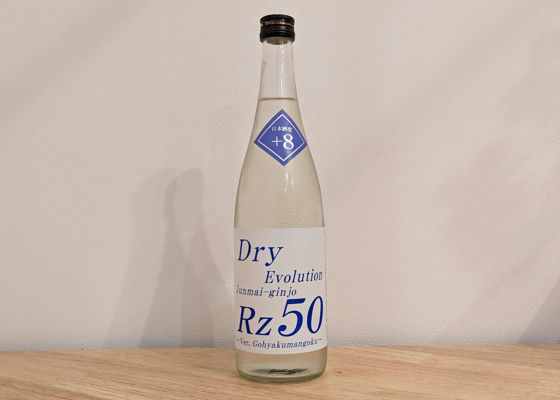 日本酒度
+8
Dry
Evolution
Junmai-ginjo
Rz50
~Ver. Gohyakumangoku~